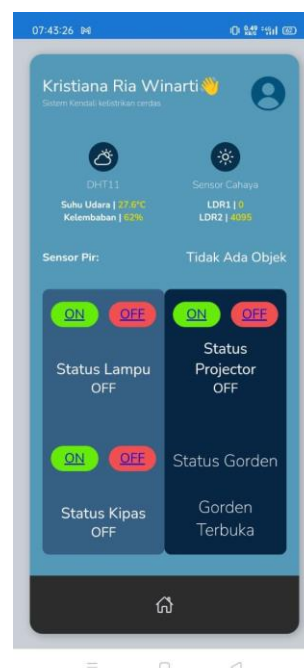 07:43:26
Kristiana Ria Winarti👋
Sistem Kendali kelistrikan cerdas
DHT11
Suhu Udara | 27.6°C
Kelembaban | 62%
Sensor Cahaya
LDR1 | 0
LDR2 | 4095
Sensor Pir:
Tidak Ada Objek
ON OFF
Status Lampu
OFF
ON OFF
Status
Projector
OFF
ON OFF
Status Kipas
OFF
Status Gorden
Gorden
Terbuka